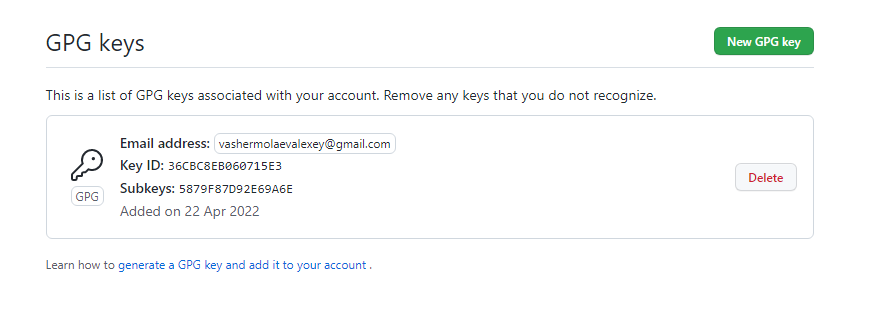 GPG keys
New GPG key
This is a list of GPG keys associated with your account. Remove any keys that you do not recognize.
Email address: vashermolaevalexey@gmail.com
Key ID: 36CBC8EB060715E3
Subkeys: 5879F87D92E69A6E
Added on 22 Apr 2022
GPG
Delete
Learn how to generate a GPG key and add it to your account .